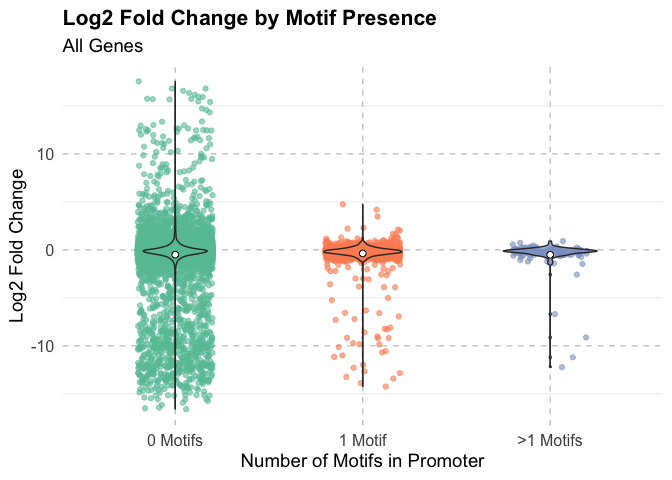 Log2 Fold Change by Motif Presence
All Genes
Log2 Fold Change
10
0
-10
0 Motifs
1 Motif
>1 Motifs
Number of Motifs in Promoter